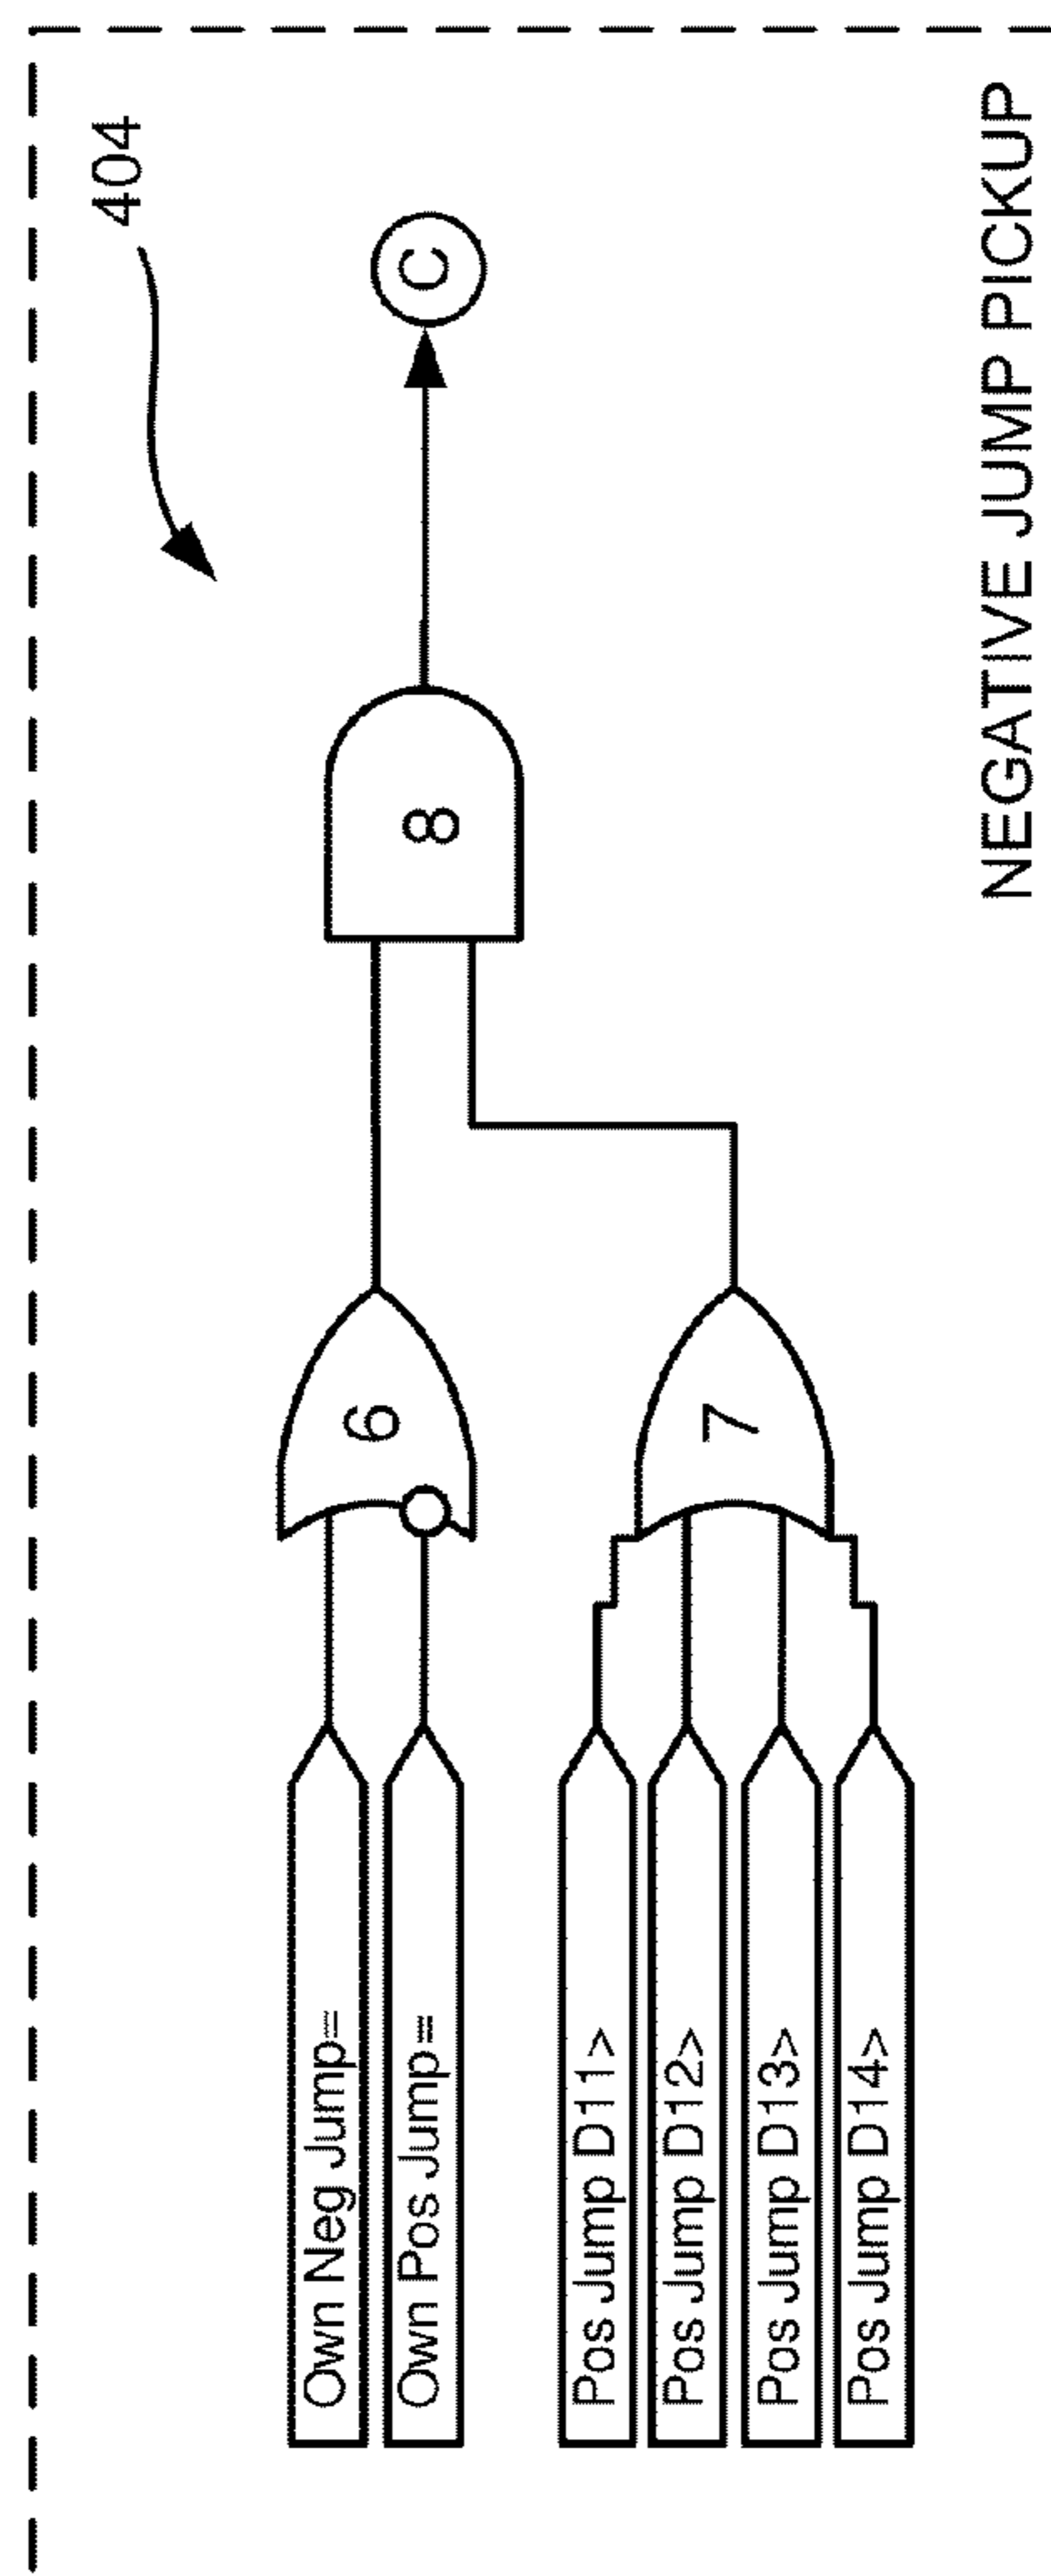 404
Own Neg Jump=
Own Pos Jump=
6
8
C
Pos Jump D11>
Pos Jump D12>
Pos Jump D13>
Pos Jump D14>
7
NEGATIVE JUMP PICKUP